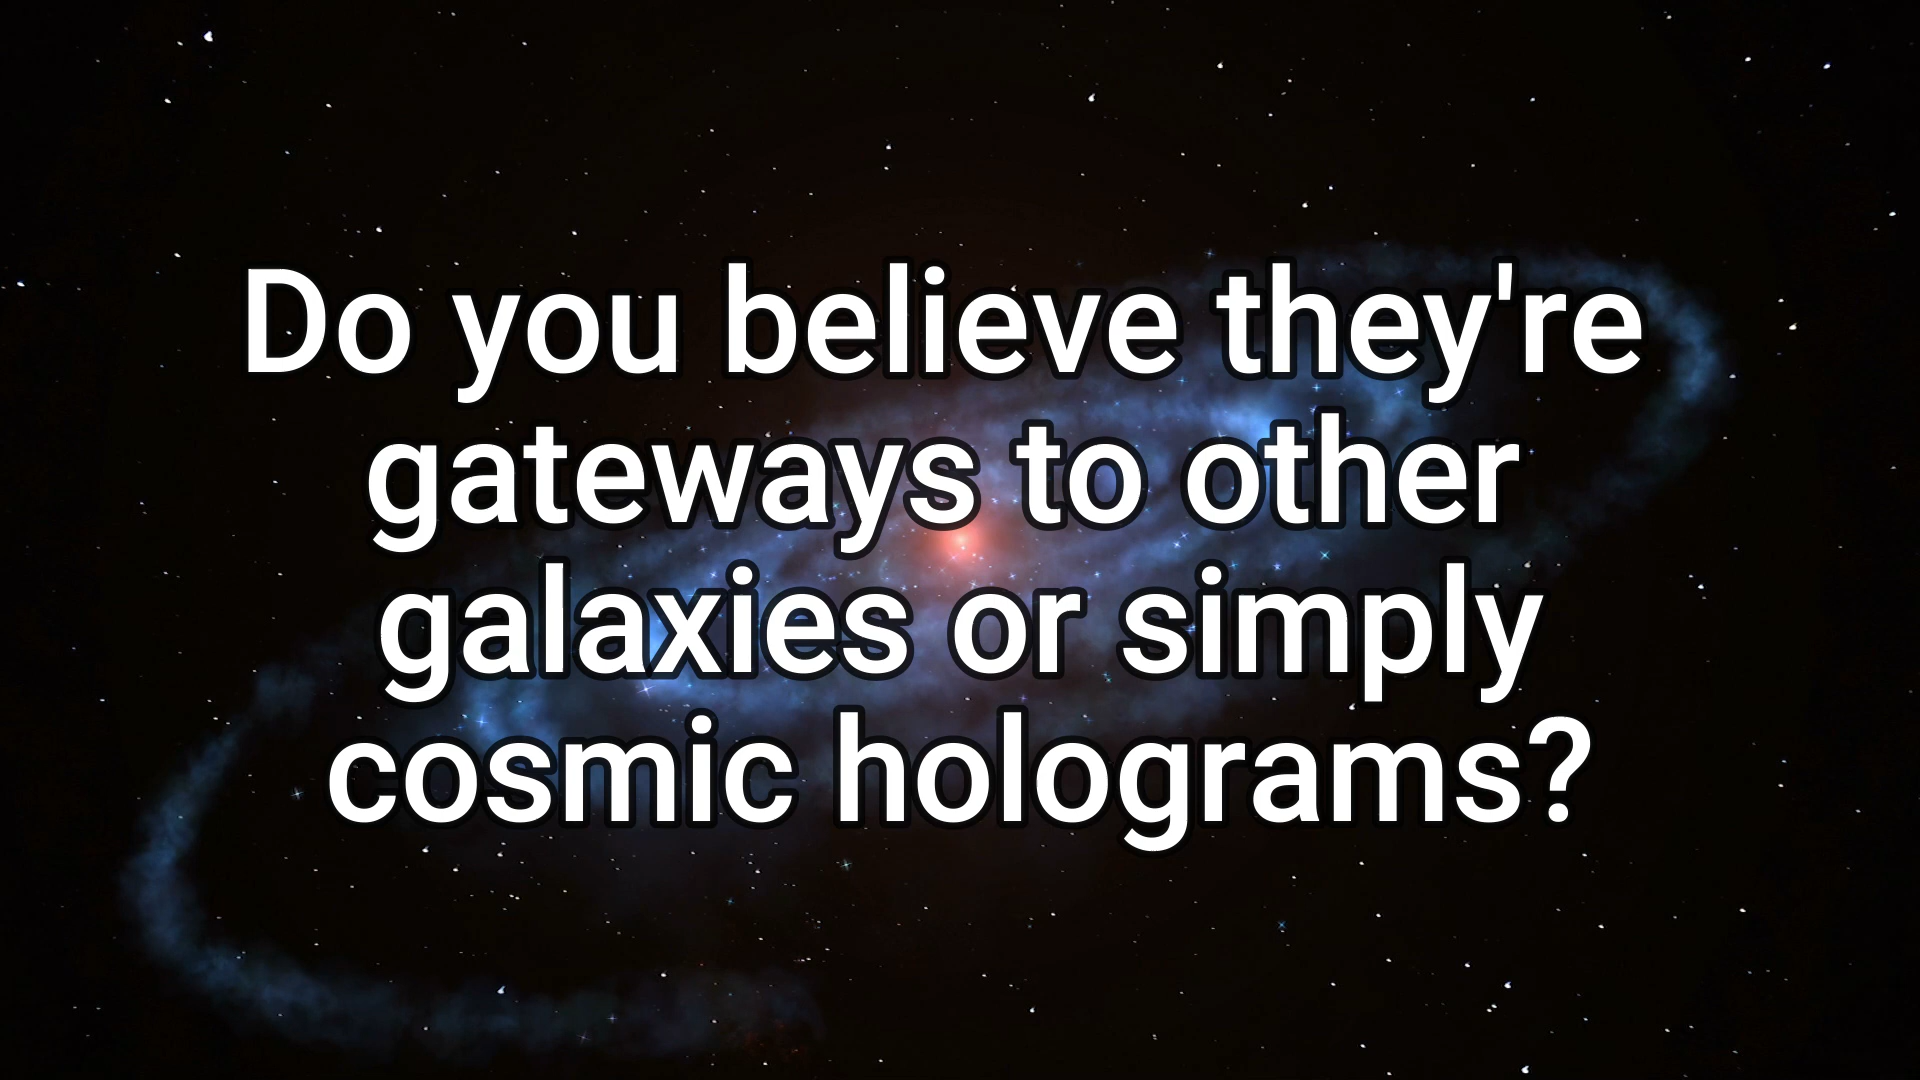 Do you believe they're
gateways to other
galaxies or simply
cosmic holograms?